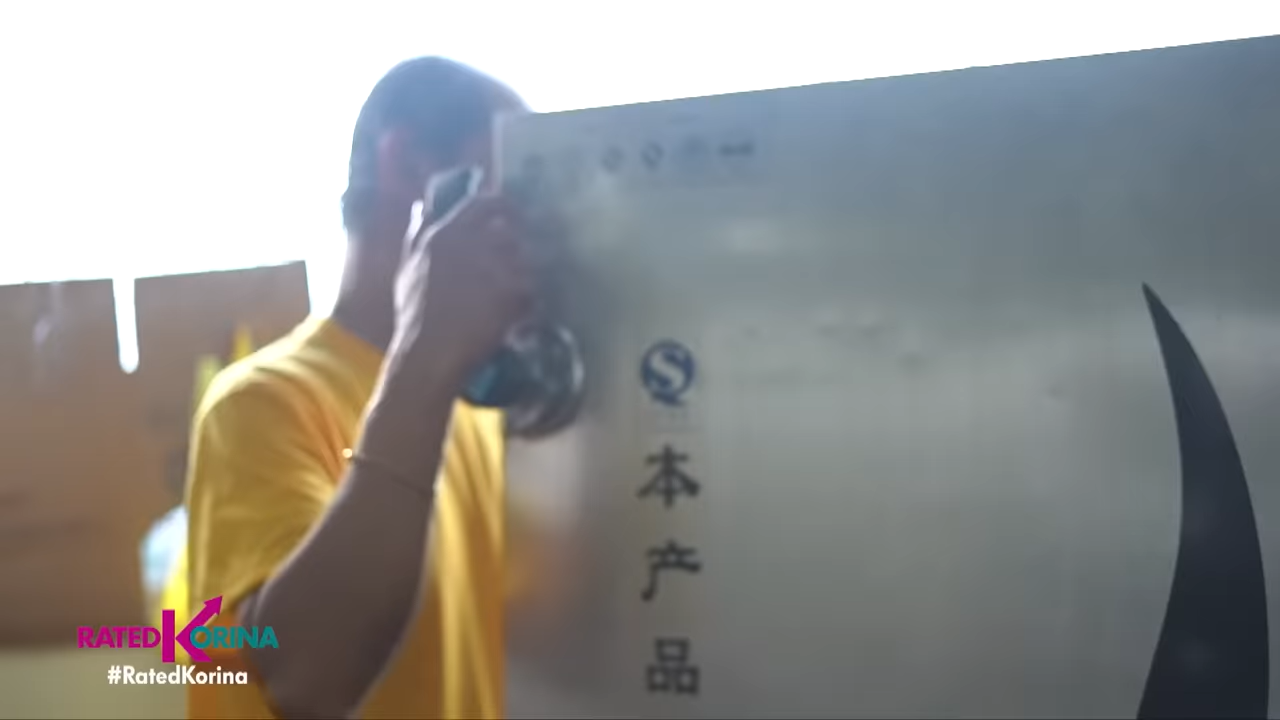 S
本
产
品
RATED KORINA
#RatedKorina